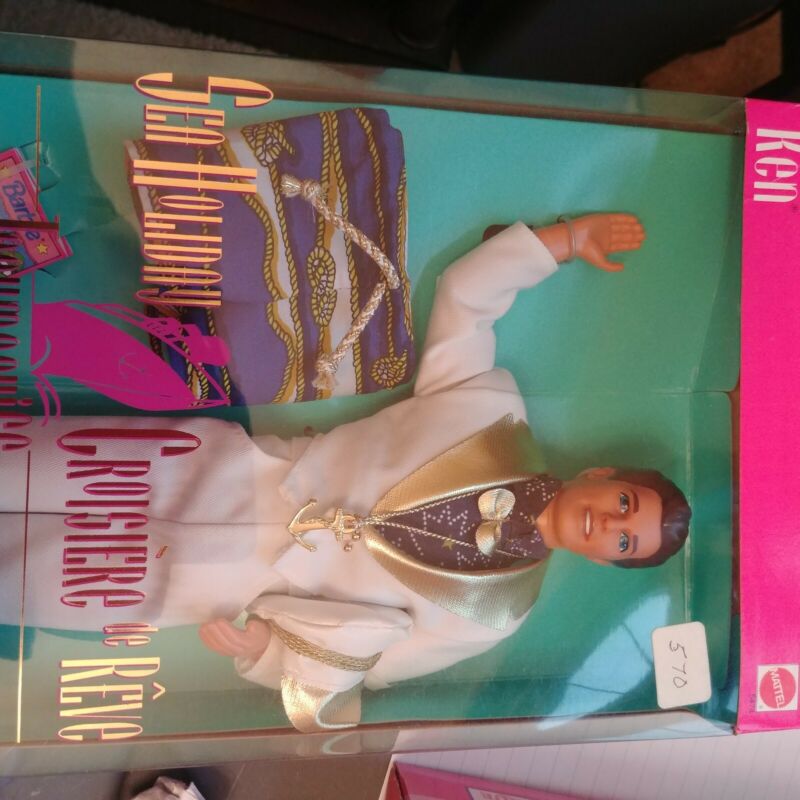 Ken
SEA HOLIDAY
CROISIÈRE de RÊVE
Barbie
MATTEL
570